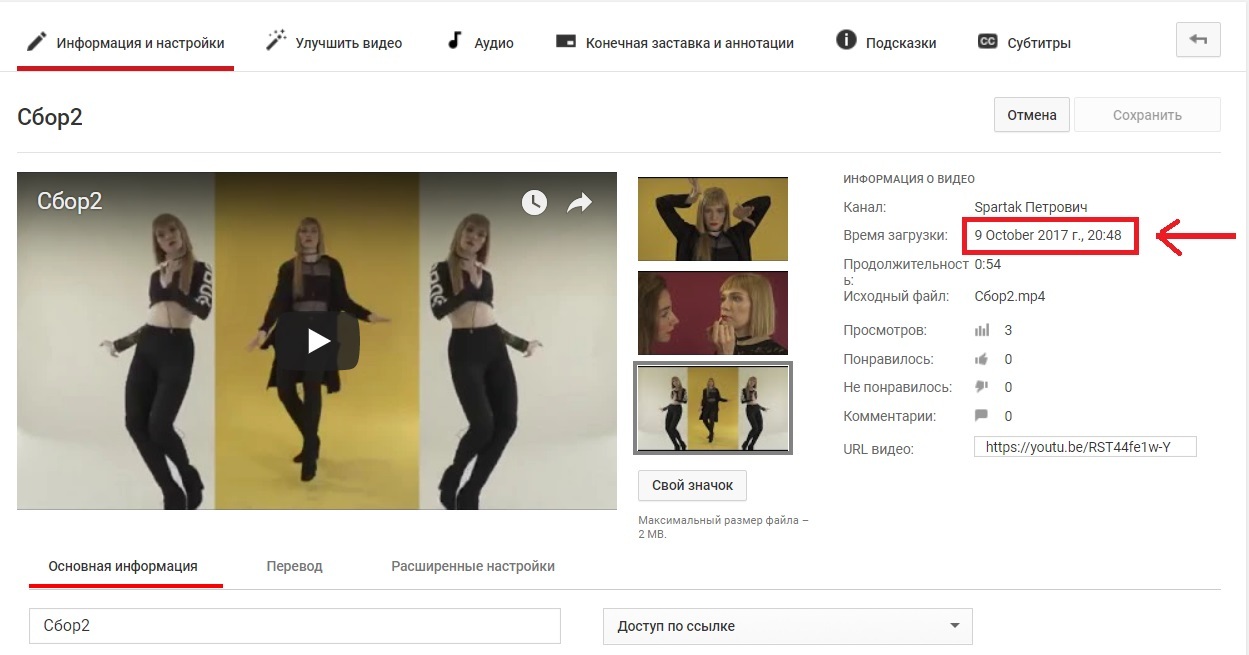 Информация и настройки
Улучшить видео
Аудио
Конечная заставка и аннотации
Подсказки
CC Субтитры
Сбор2
Отмена
Сохранить
Сбор2
ИНФОРМАЦИЯ О ВИДЕО
Канал: Spartak Петрович
Время загрузки: 9 October 2017 г., 20:48
Продолжительност 0:54
ь:
Исходный файл: Сбор2.mp4
Просмотров: 3
Понравилось: 0
Не понравилось: 0
Комментарии: 0
URL видео: https://youtu.be/RST44fe1w-Y
Свой значок
Максимальный размер файла –
2 MB.
Основная информация
Перевод
Расширенные настройки
Сбор2
Доступ по ссылке